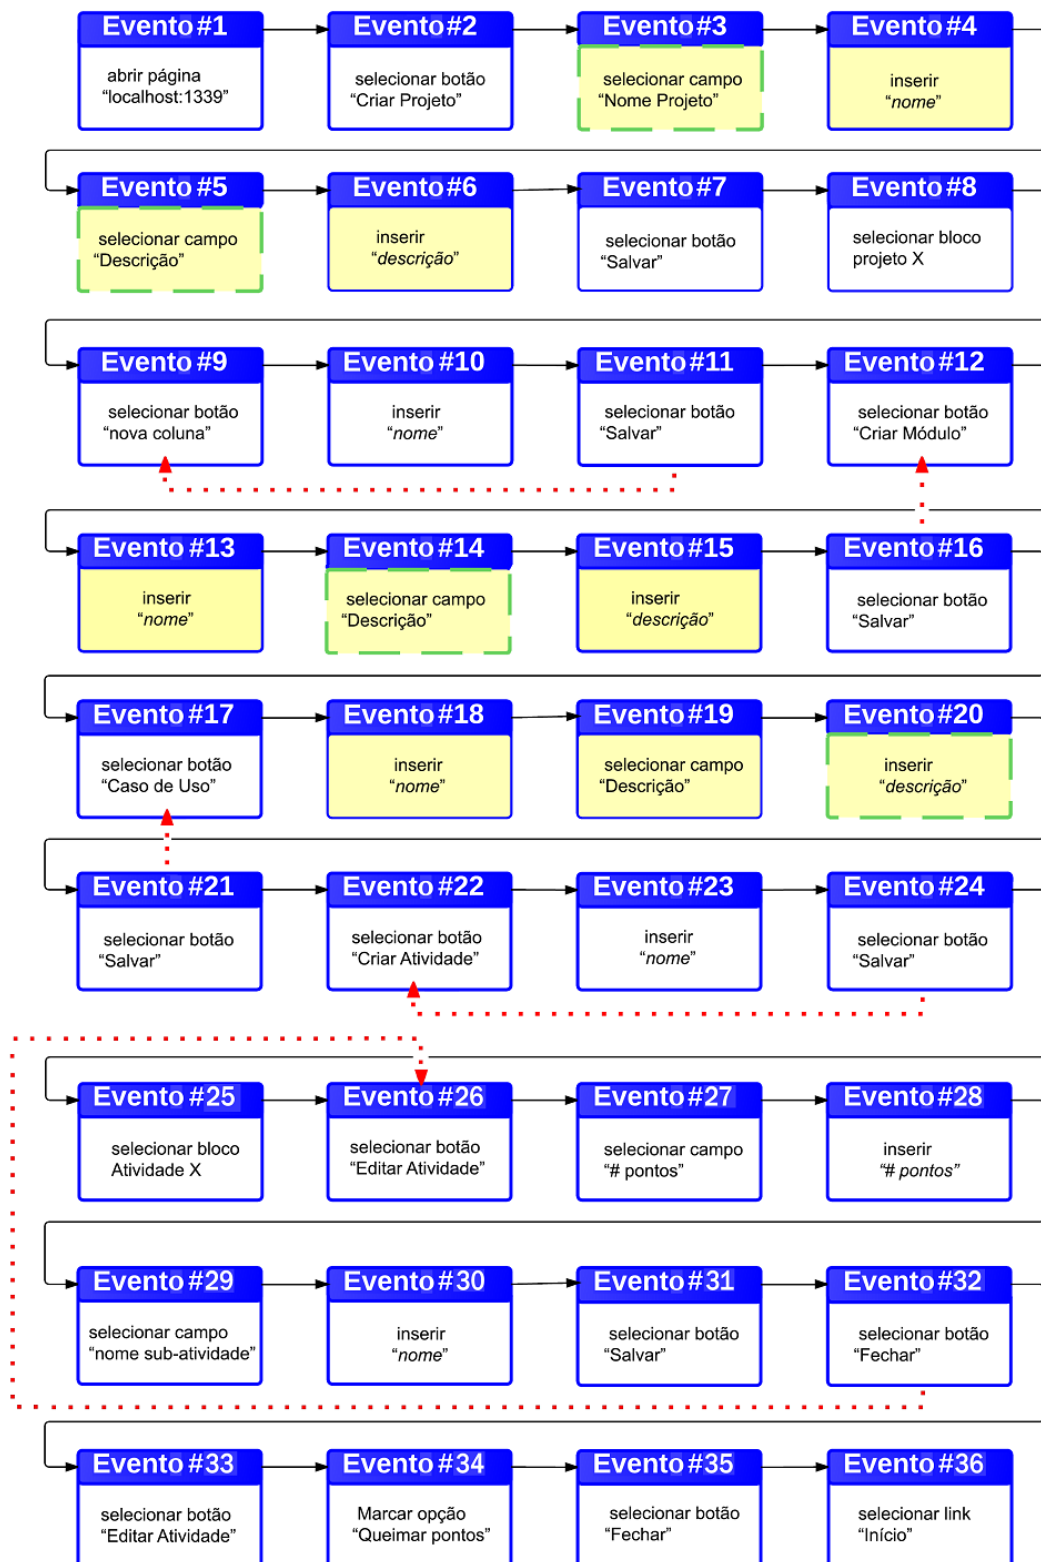 Evento #1
abrir página
“localhost:1339”
Evento #2
selecionar botão
“Criar Projeto”
Evento #3
selecionar campo
“Nome Projeto”
Evento #4
inserir
“nome”
Evento #5
selecionar campo
“Descrição”
Evento #6
inserir
“descrição”
Evento #7
selecionar botão
“Salvar”
Evento #8
selecionar bloco
projeto X
Evento #9
selecionar botão
“nova coluna”
Evento #10
inserir
“nome”
Evento #11
selecionar botão
“Salvar”
Evento #12
selecionar botão
“Criar Módulo”
Evento #13
inserir
“nome”
Evento #14
selecionar campo
“Descrição”
Evento #15
inserir
“descrição”
Evento #16
selecionar botão
“Salvar”
Evento #17
selecionar botão
“Caso de Uso”
Evento #18
inserir
“nome”
Evento #19
selecionar campo
“Descrição”
Evento #20
inserir
“descrição”
Evento #21
selecionar botão
“Salvar”
Evento #22
selecionar botão
“Criar Atividade”
Evento #23
inserir
“nome”
Evento #24
selecionar botão
“Salvar”
Evento #25
selecionar bloco
Atividade X
Evento #26
selecionar botão
“Editar Atividade”
Evento #27
selecionar campo
“# pontos”
Evento #28
inserir
“# pontos”
Evento #29
selecionar campo
“nome sub-atividade”
Evento #30
inserir
“nome”
Evento #31
selecionar botão
“Salvar”
Evento #32
selecionar botão
“Fechar”
Evento #33
selecionar botão
“Editar Atividade”
Evento #34
Marcar opção
“Queimar pontos”
Evento #35
selecionar botão
“Fechar”
Evento #36
selecionar link
“Início”